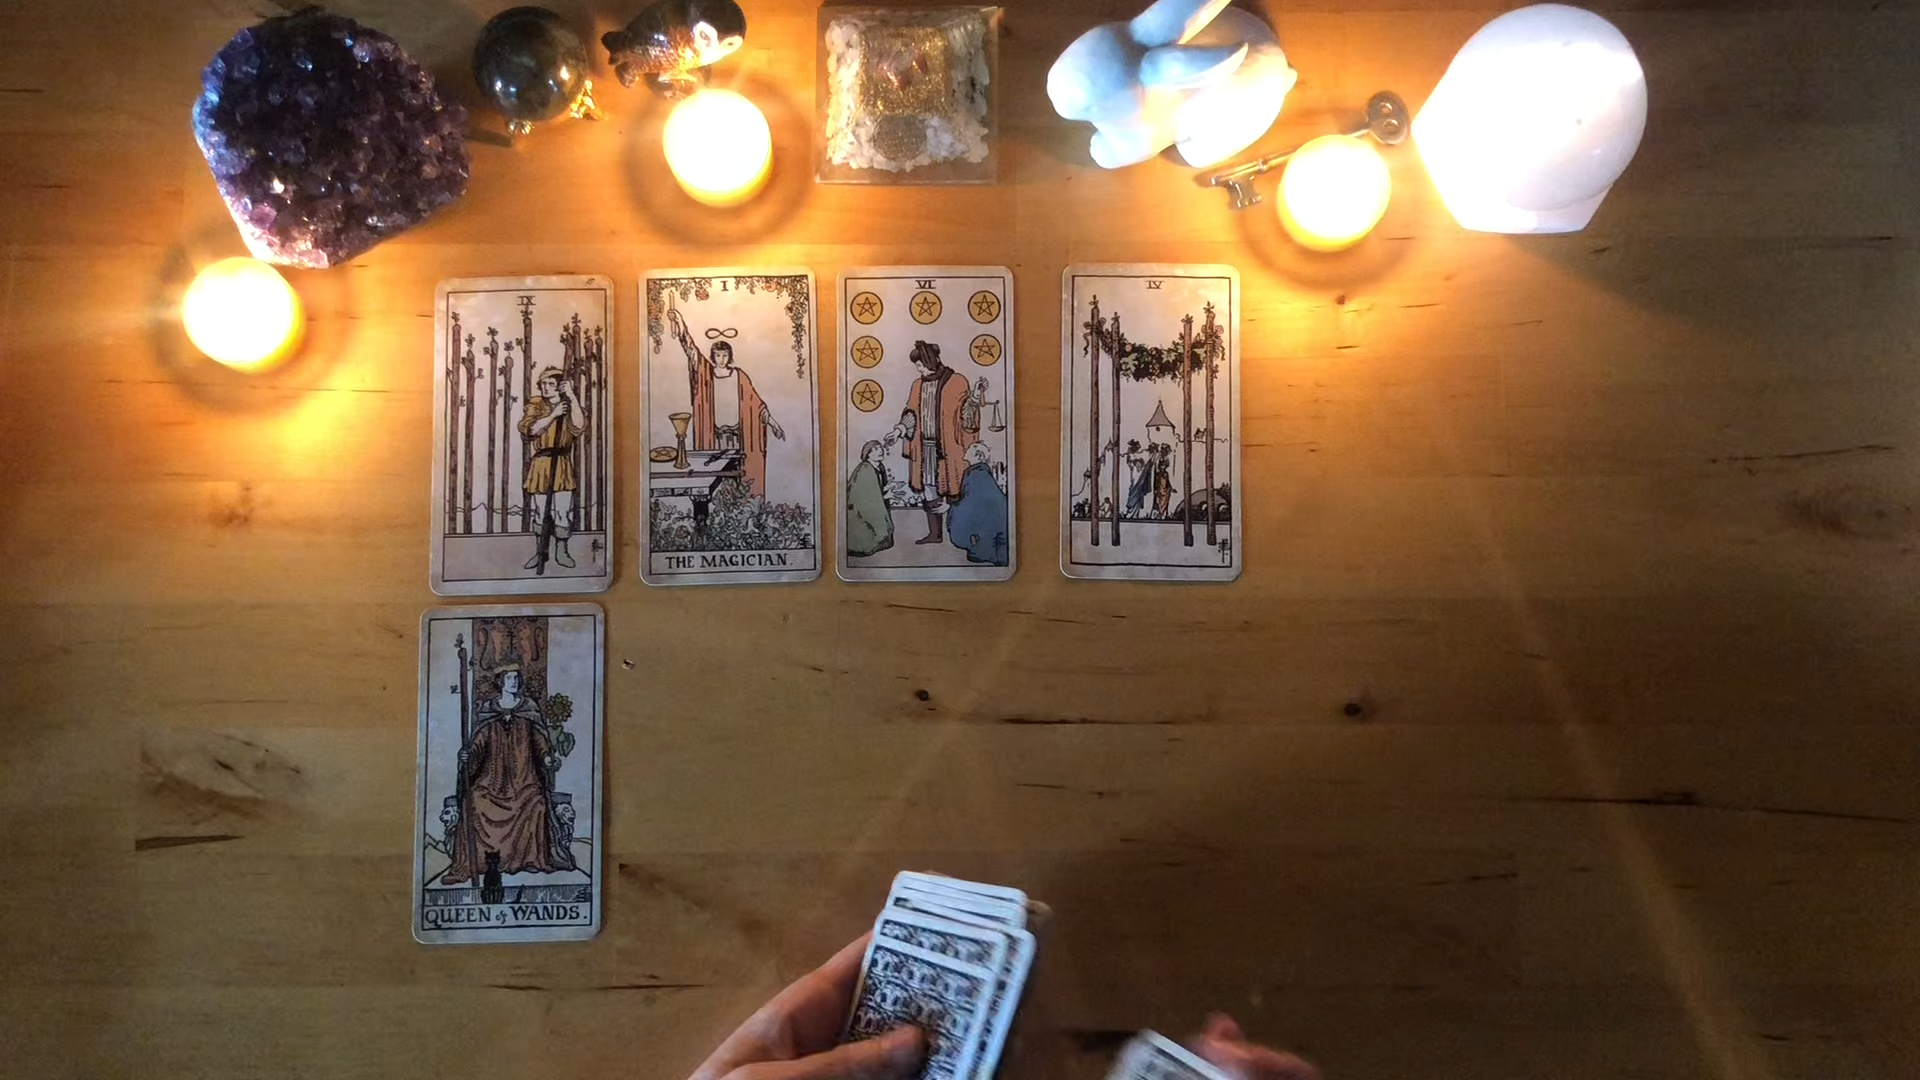 IX
I
THE MAGICIAN.
VI
IV
QUEEN of WANDS.